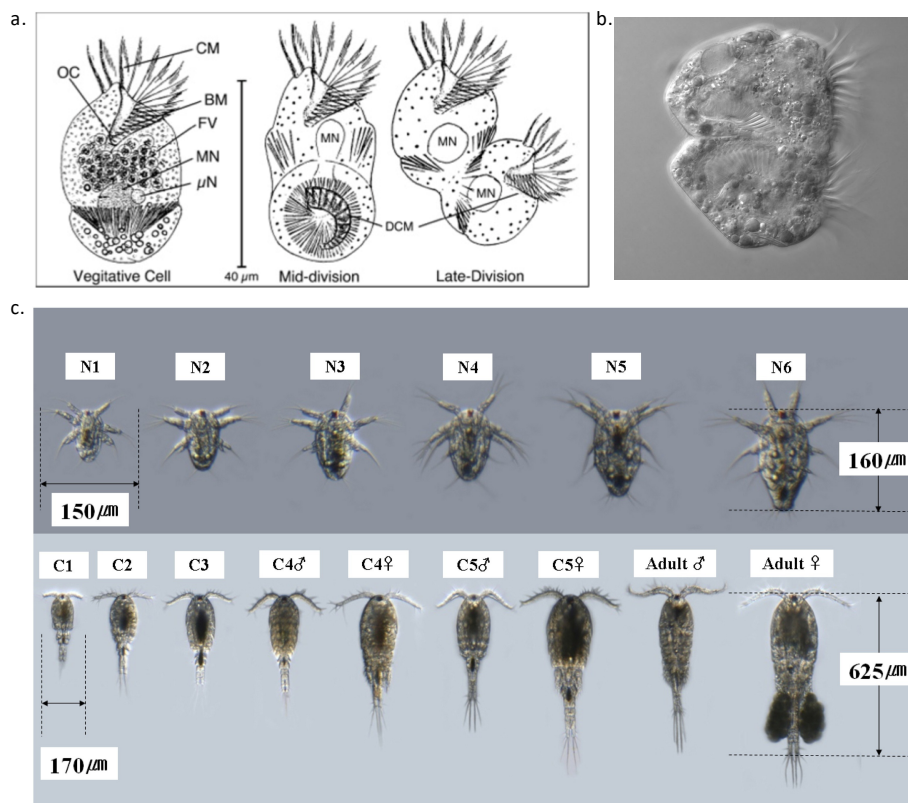 a.
b.
CM
OC
BM
FV
MN
µN
MN
MN
MN
DCM
40 µm
Vegitative Cell
Mid-division
Late-Division
c.
N1
N2
N3
N4
N5
N6
150㎛
160㎛
C1
C2
C3
C4♂
C4♀
C5♂
C5♀
Adult ♂
Adult ♀
170㎛
625㎛